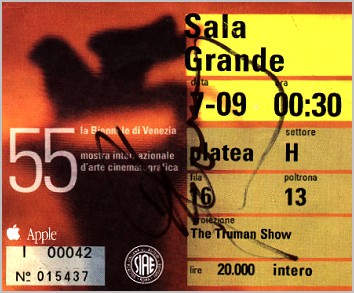 Sala
Grande
data
ora
7-09 00:30
la Biennale di Venezia
55
mostra internazionale
d'arte cinematografica
settore
platea H
fila
poltrona
16 13
proiezione
The Truman Show
Apple
I 00042
Nº 015437
SIAE
lire 20.000 intero